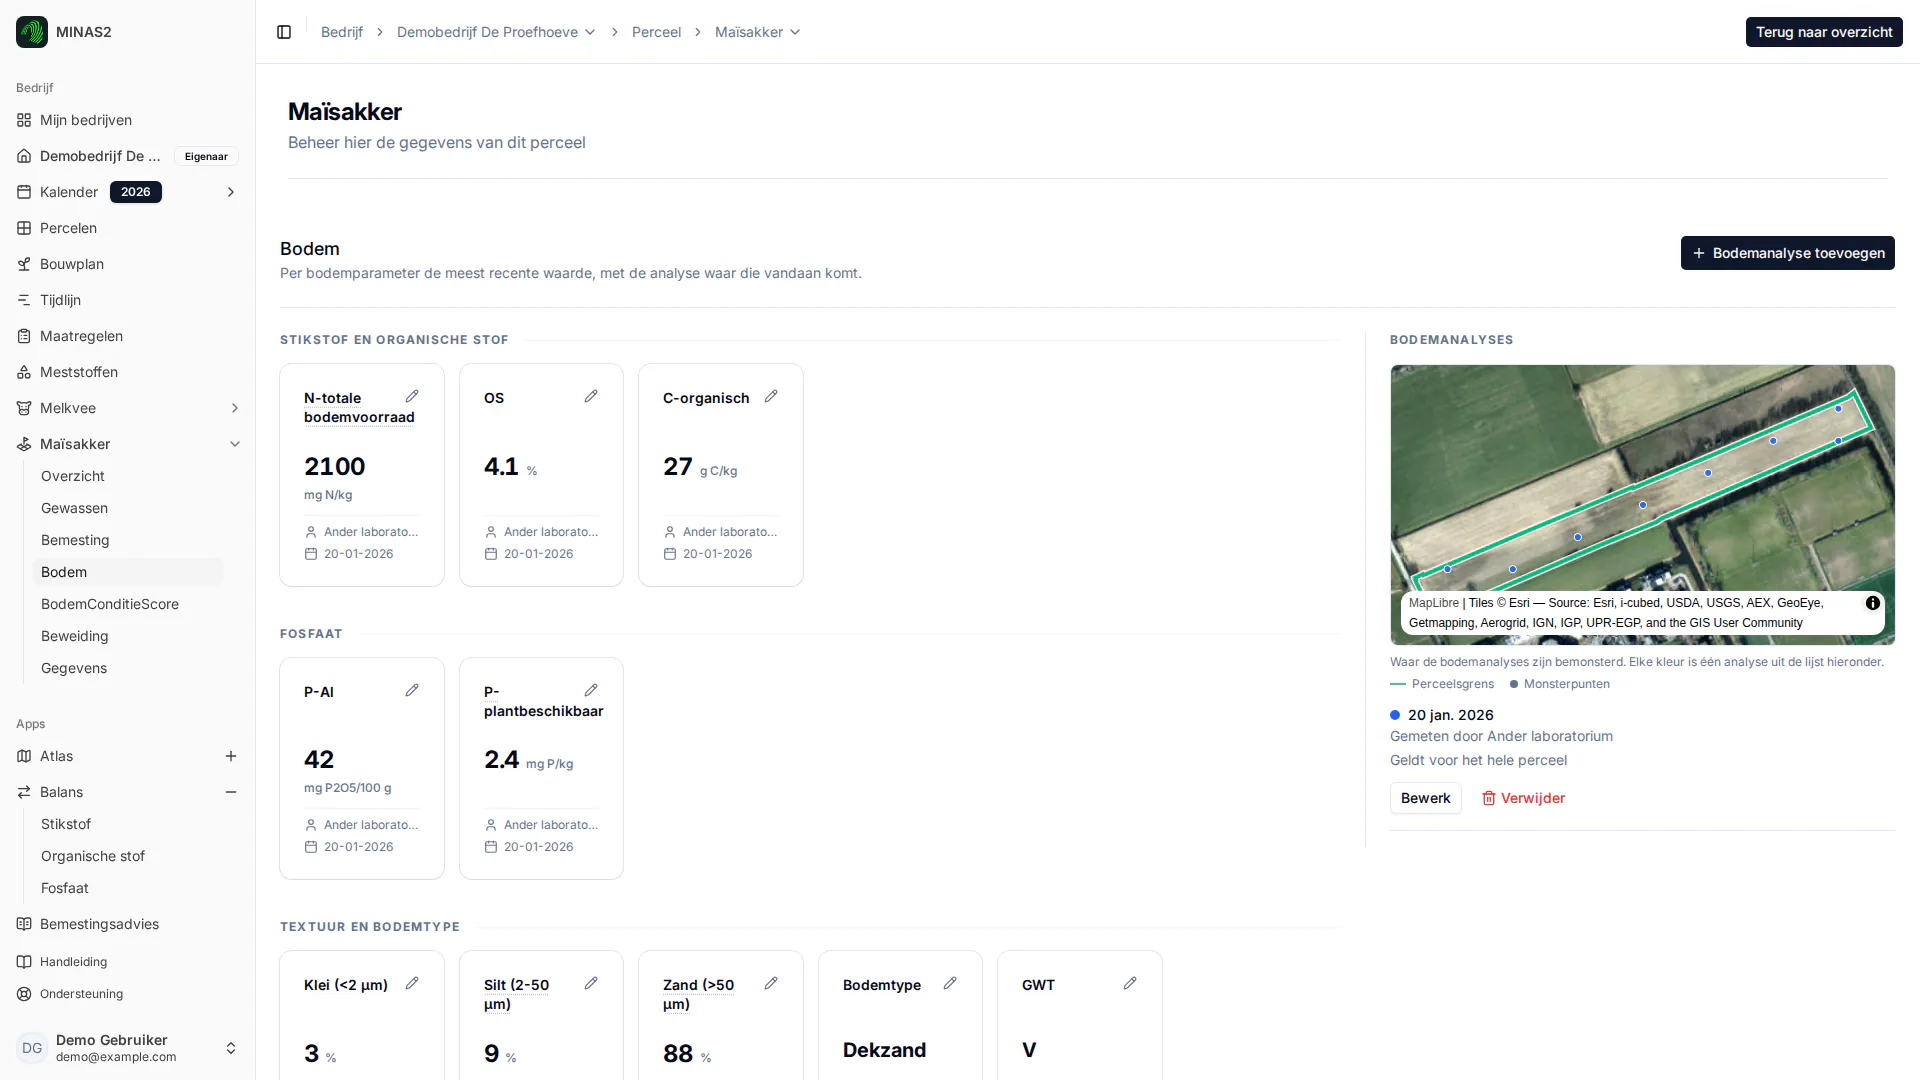 MINAS2
Bedrijf
Mijn bedrijven
Demobedrijf De ...
Eigenaar
Kalender
2026
Percelen
Bouwplan
Tijdlijn
Maatregelen
Meststoffen
Melkvee
Maïsakker
Overzicht
Gewassen
Bemesting
Bodem
BodemConditieScore
Beweiding
Gegevens
Apps
Atlas
Balans
Stikstof
Organische stof
Fosfaat
Bemestingsadvies
Handleiding
Ondersteuning
DG
Demo Gebruiker
demo@example.com
Bedrijf
Demobedrijf De Proefhoeve
Perceel
Maïsakker
Terug naar overzicht
Maïsakker
Beheer hier de gegevens van dit perceel
Bodem
Per bodemparameter de meest recente waarde, met de analyse waar die vandaan komt.
Bodemanalyse toevoegen
STIKSTOF EN ORGANISCHE STOF
N-totale
bodemvoorraad
2100
mg N/kg
Ander laborato...
20-01-2026
OS
4.1 %
Ander laborato...
20-01-2026
C-organisch
27 g C/kg
Ander laborato...
20-01-2026
FOSFAAT
P-Al
42
mg P2O5/100 g
Ander laborato...
20-01-2026
P-
plantbeschikbaar
2.4 mg P/kg
Ander laborato...
20-01-2026
TEXTUUR EN BODEMTYPE
Klei (<2 µm)
3 %
Silt (2-50
µm)
9 %
Zand (>50
µm)
88 %
Bodemtype
Dekzand
GWT
V
BODEMANALYSES
MapLibre | Tiles © Esri — Source: Esri, i-cubed, USDA, USGS, AEX, GeoEye,
Getmapping, Aerogrid, IGN, IGP, UPR-EGP, and the GIS User Community
Waar de bodemanalyses zijn bemonsterd. Elke kleur is één analyse uit de lijst hieronder.
Perceelsgrens
Monsterpunten
20 jan. 2026
Gemeten door Ander laboratorium
Geldt voor het hele perceel
Bewerk
Verwijder